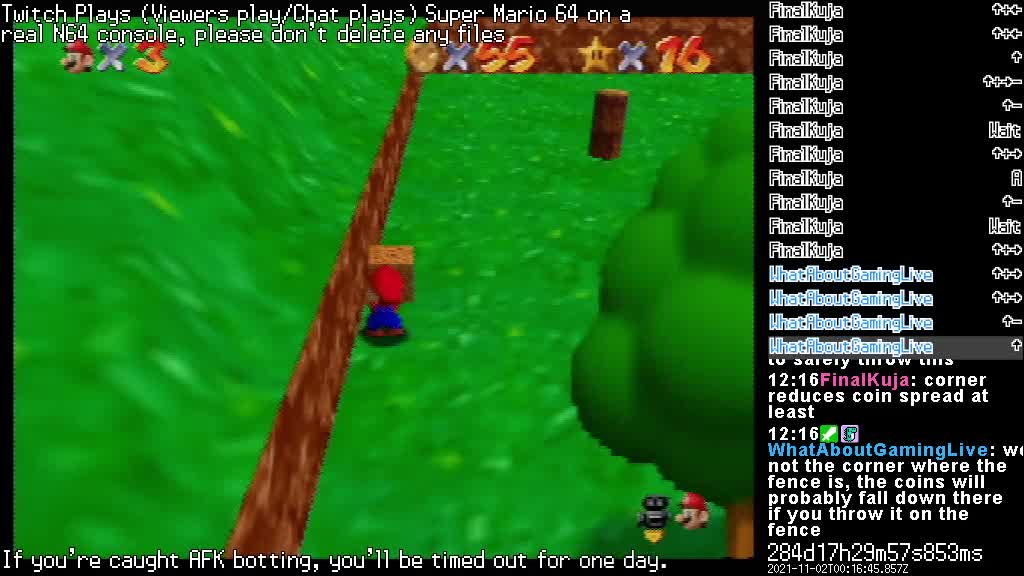 Twitch Plays (Viewers play/Chat plays) Super Mario 64 on a
real N64 console, please don't delete any files
x 3
x 55
x 16
FinalKuja ↑↔→
FinalKuja ↑↔→
FinalKuja ↑
FinalKuja ↑↔→−
FinalKuja ↑−
FinalKuja Wait
FinalKuja ↑↔→
FinalKuja A
FinalKuja ↑−
FinalKuja Wait
FinalKuja ↑↔→
WhatAboutGamingLive ↑↔→
WhatAboutGamingLive ↑↔→
WhatAboutGamingLive ↑−
WhatAboutGamingLive ↑
to safely throw this
12:16 FinalKuja: corner
reduces coin spread at
least
12:16
WhatAboutGamingLive: we
not the corner where the
fence is, the coins will
probably fall down there
if you throw it on the
fence
284d17h29m57s853ms
2021-11-02T00:16:45.857Z
If you're caught AFK botting, you'll be timed out for one day.